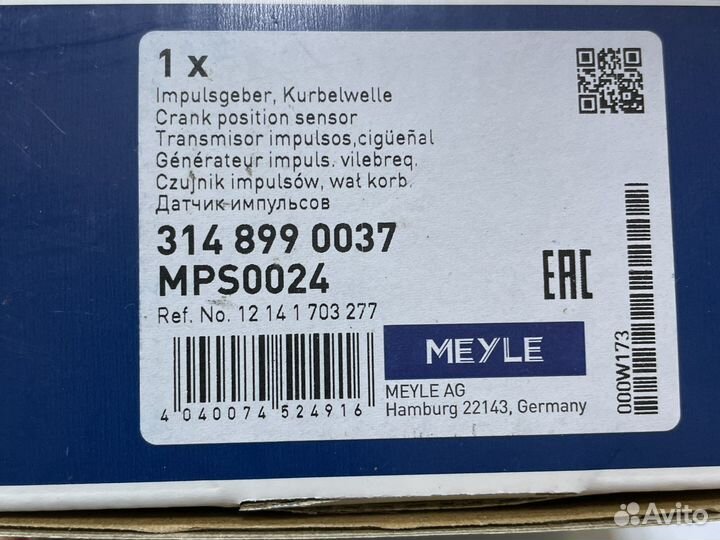 1 x
Impulsgeber, Kurbelwelle
Crank position sensor
Transmisor impulsos,cigüeñal
Générateur impuls. vilebreq.
Czujnik impulsów, wał korb.
Датчик импульсов
314 899 0037
MPS0024
Ref. No. 12 14 1 703 277
EAC
MEYLE
MEYLE AG
Hamburg 22143, Germany
4 040074 524916
000W173
Avito